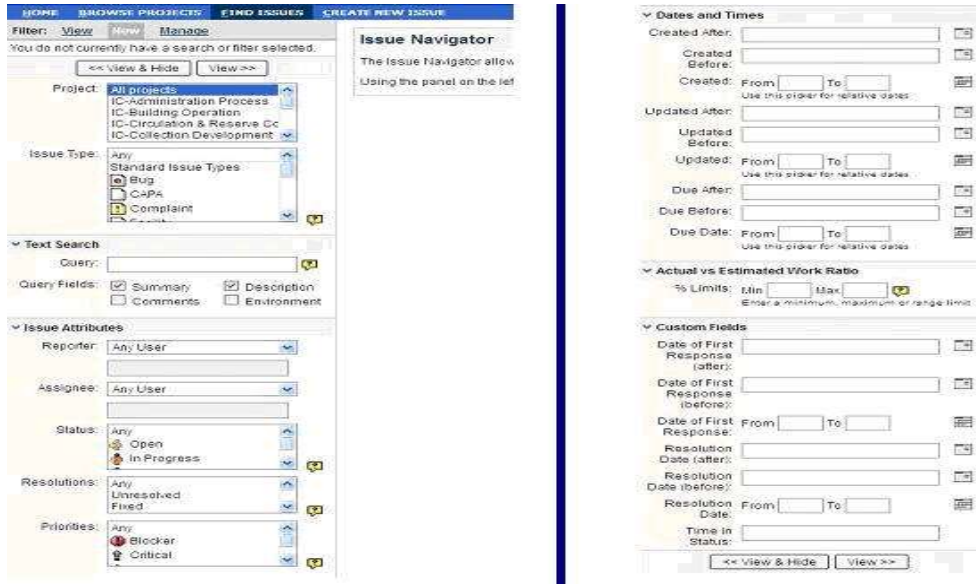 HOME BROWSE PROJECTS FIND ISSUES CREATE NEW ISSUE
Filter: View New Manage
You do not currently have a search or filter selected.
<< View & Hide View >>
Project: All projects
IC-Administration Process
IC-Building Operation
IC-Circulation & Reserve Co
IC-Collection Development
Issue Type: Any
Standard Issue Types
Bug
CAPA
Complaint
Text Search
Query:
Query Fields: Summary Description
Comments Environment
Issue Attributes
Reporter: Any User
Assignee: Any User
Status: Any
Open
In Progress
Resolutions: Any
Unresolved
Fixed
Priorities: Any
Blocker
Critical
Issue Navigator
The Issue Navigator allow
Using the panel on the lef
Dates and Times
Created After:
Created
Before:
Created: From To
Use this picker for relative dates
Updated After:
Updated
Before:
Updated: From To
Use this picker for relative dates
Due After:
Due Before:
Due Date: From To
Use this picker for relative dates
Actual vs Estimated Work Ratio
% Limits: Min Max
Enter a minimum, maximum or range limit
Custom Fields
Date of First
Response
(after):
Date of First
Response
(before):
Date of First
Response: From To
Resolution
Date (after):
Resolution
Date (before):
Resolution
Date: From To
Time in
Status:
<< View & Hide View >>